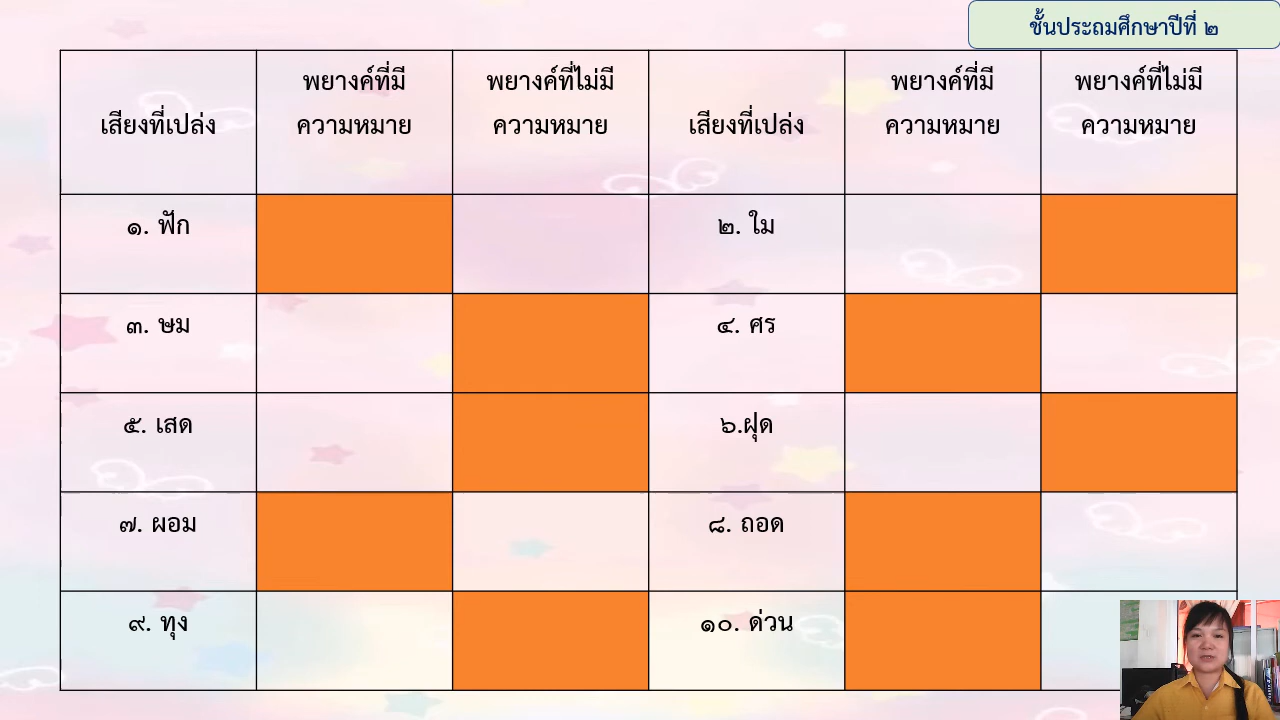 ชั้นประถมศึกษาปีที่ ๒
เสียงที่เปล่ง
พยางค์ที่มี
ความหมาย
พยางค์ที่ไม่มี
ความหมาย
เสียงที่เปล่ง
พยางค์ที่มี
ความหมาย
พยางค์ที่ไม่มี
ความหมาย
๑. ฟัก
๒. ใม
๓. ษม
๔. ศร
๕. เสด
๖.ฝุด
๗. ผอม
๘. ถอด
๙. ทุง
๑๐. ด่วน